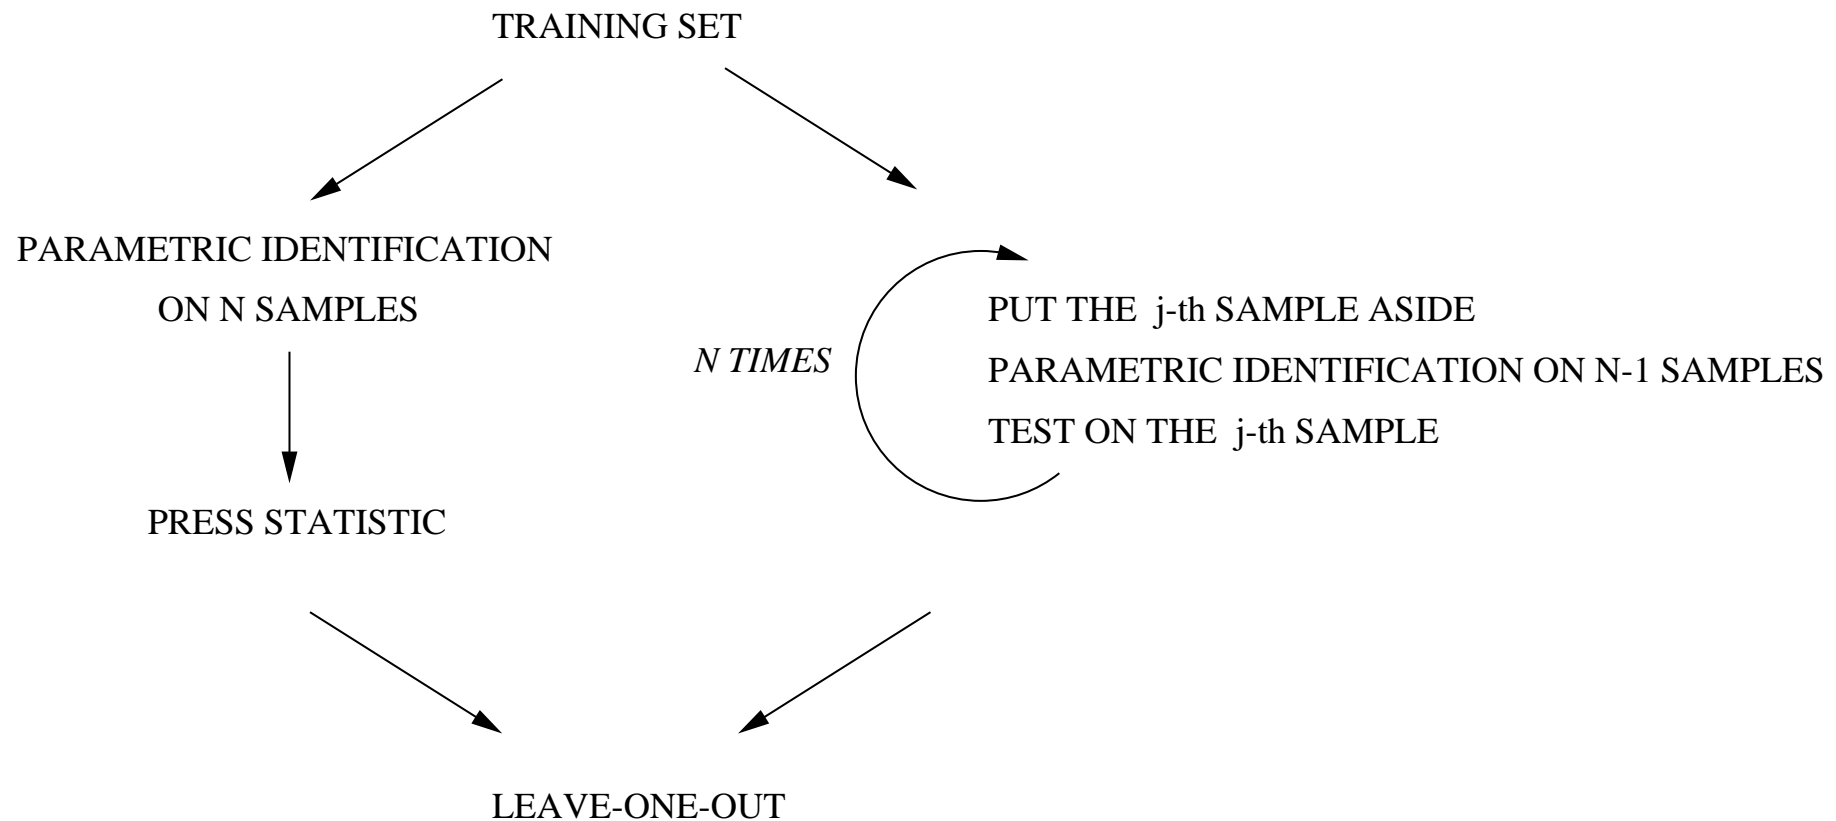 TRAINING SET
PARAMETRIC IDENTIFICATION
ON N SAMPLES
PRESS STATISTIC
N TIMES
PUT THE j-th SAMPLE ASIDE
PARAMETRIC IDENTIFICATION ON N-1 SAMPLES
TEST ON THE j-th SAMPLE
LEAVE-ONE-OUT